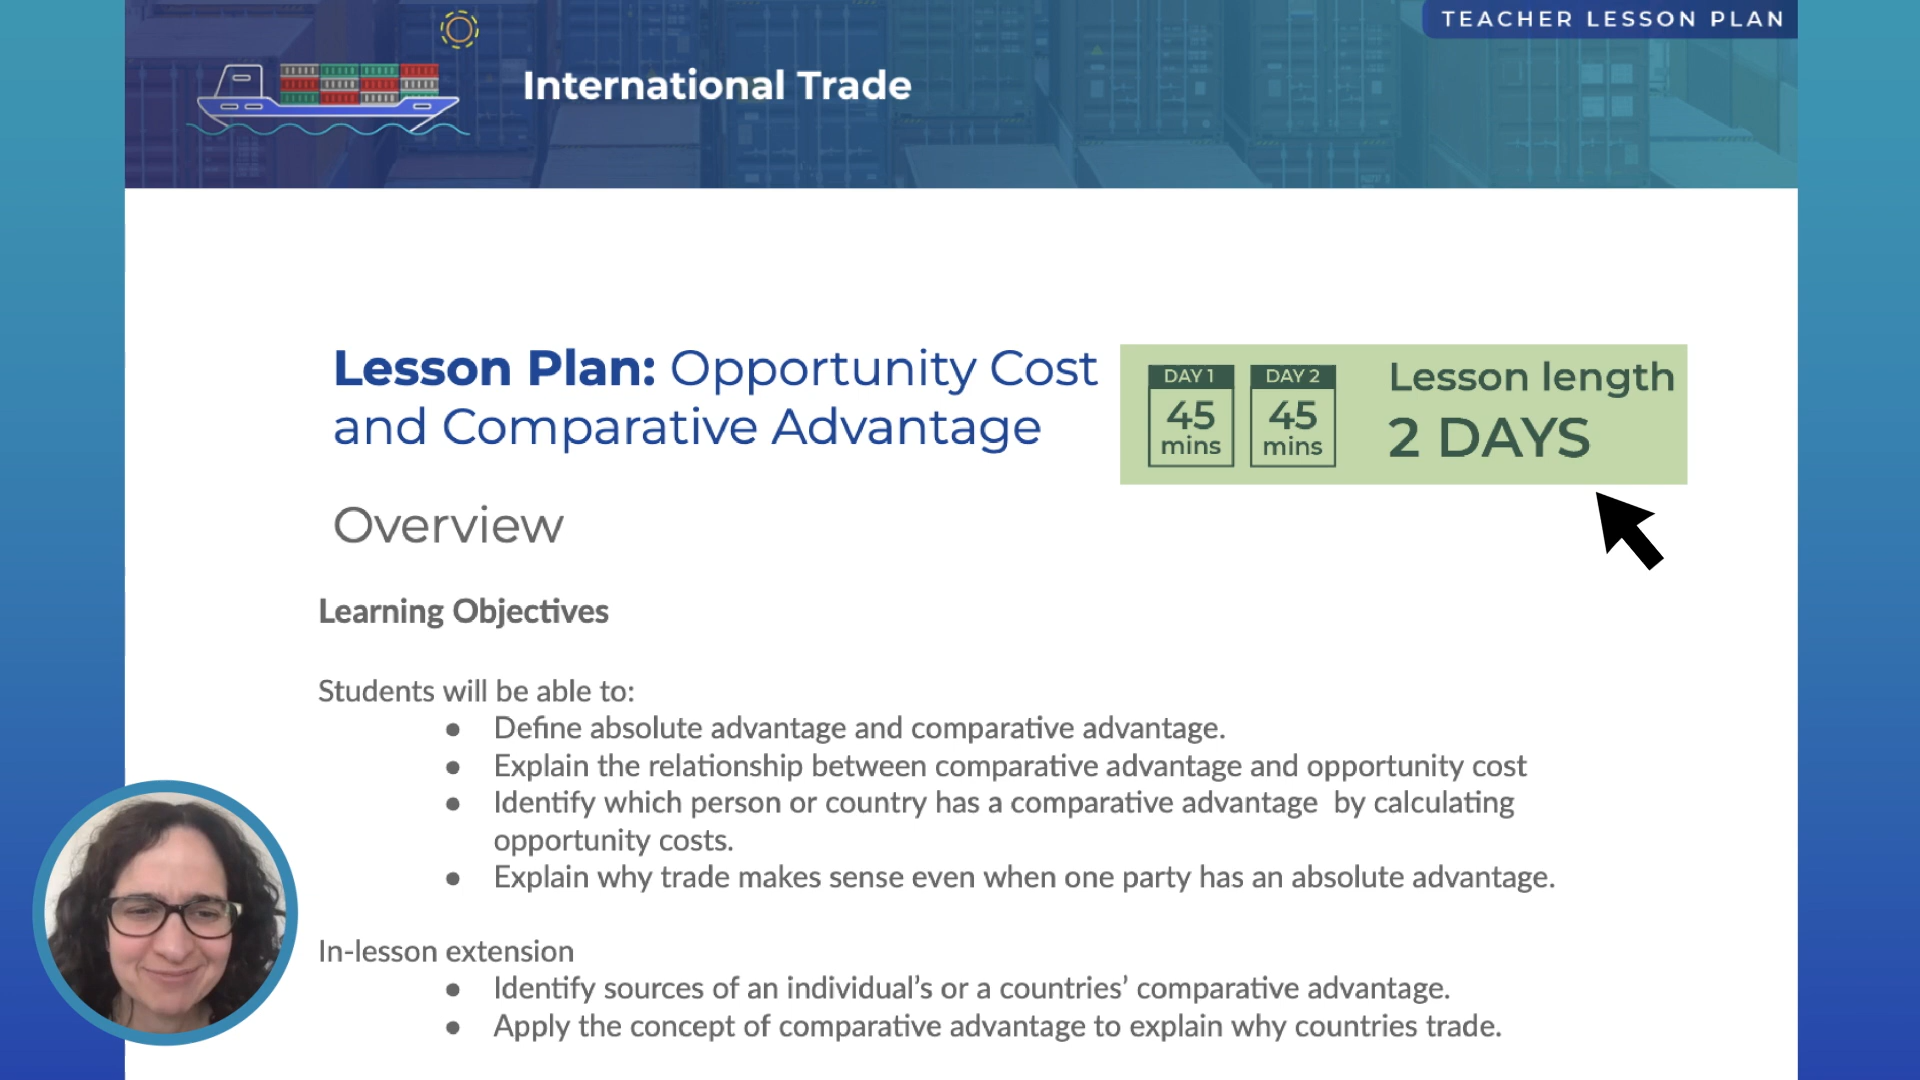 TEACHER LESSON PLAN
International Trade
Lesson Plan: Opportunity Cost
and Comparative Advantage
DAY 1
45
mins
DAY 2
45
mins
Lesson length
2 DAYS
Overview
Learning Objectives
Students will be able to:
● Define absolute advantage and comparative advantage.
● Explain the relationship between comparative advantage and opportunity cost
● Identify which person or country has a comparative advantage  by calculating
opportunity costs.
● Explain why trade makes sense even when one party has an absolute advantage.
In-lesson extension
● Identify sources of an individual’s or a countries’ comparative advantage.
● Apply the concept of comparative advantage to explain why countries trade.